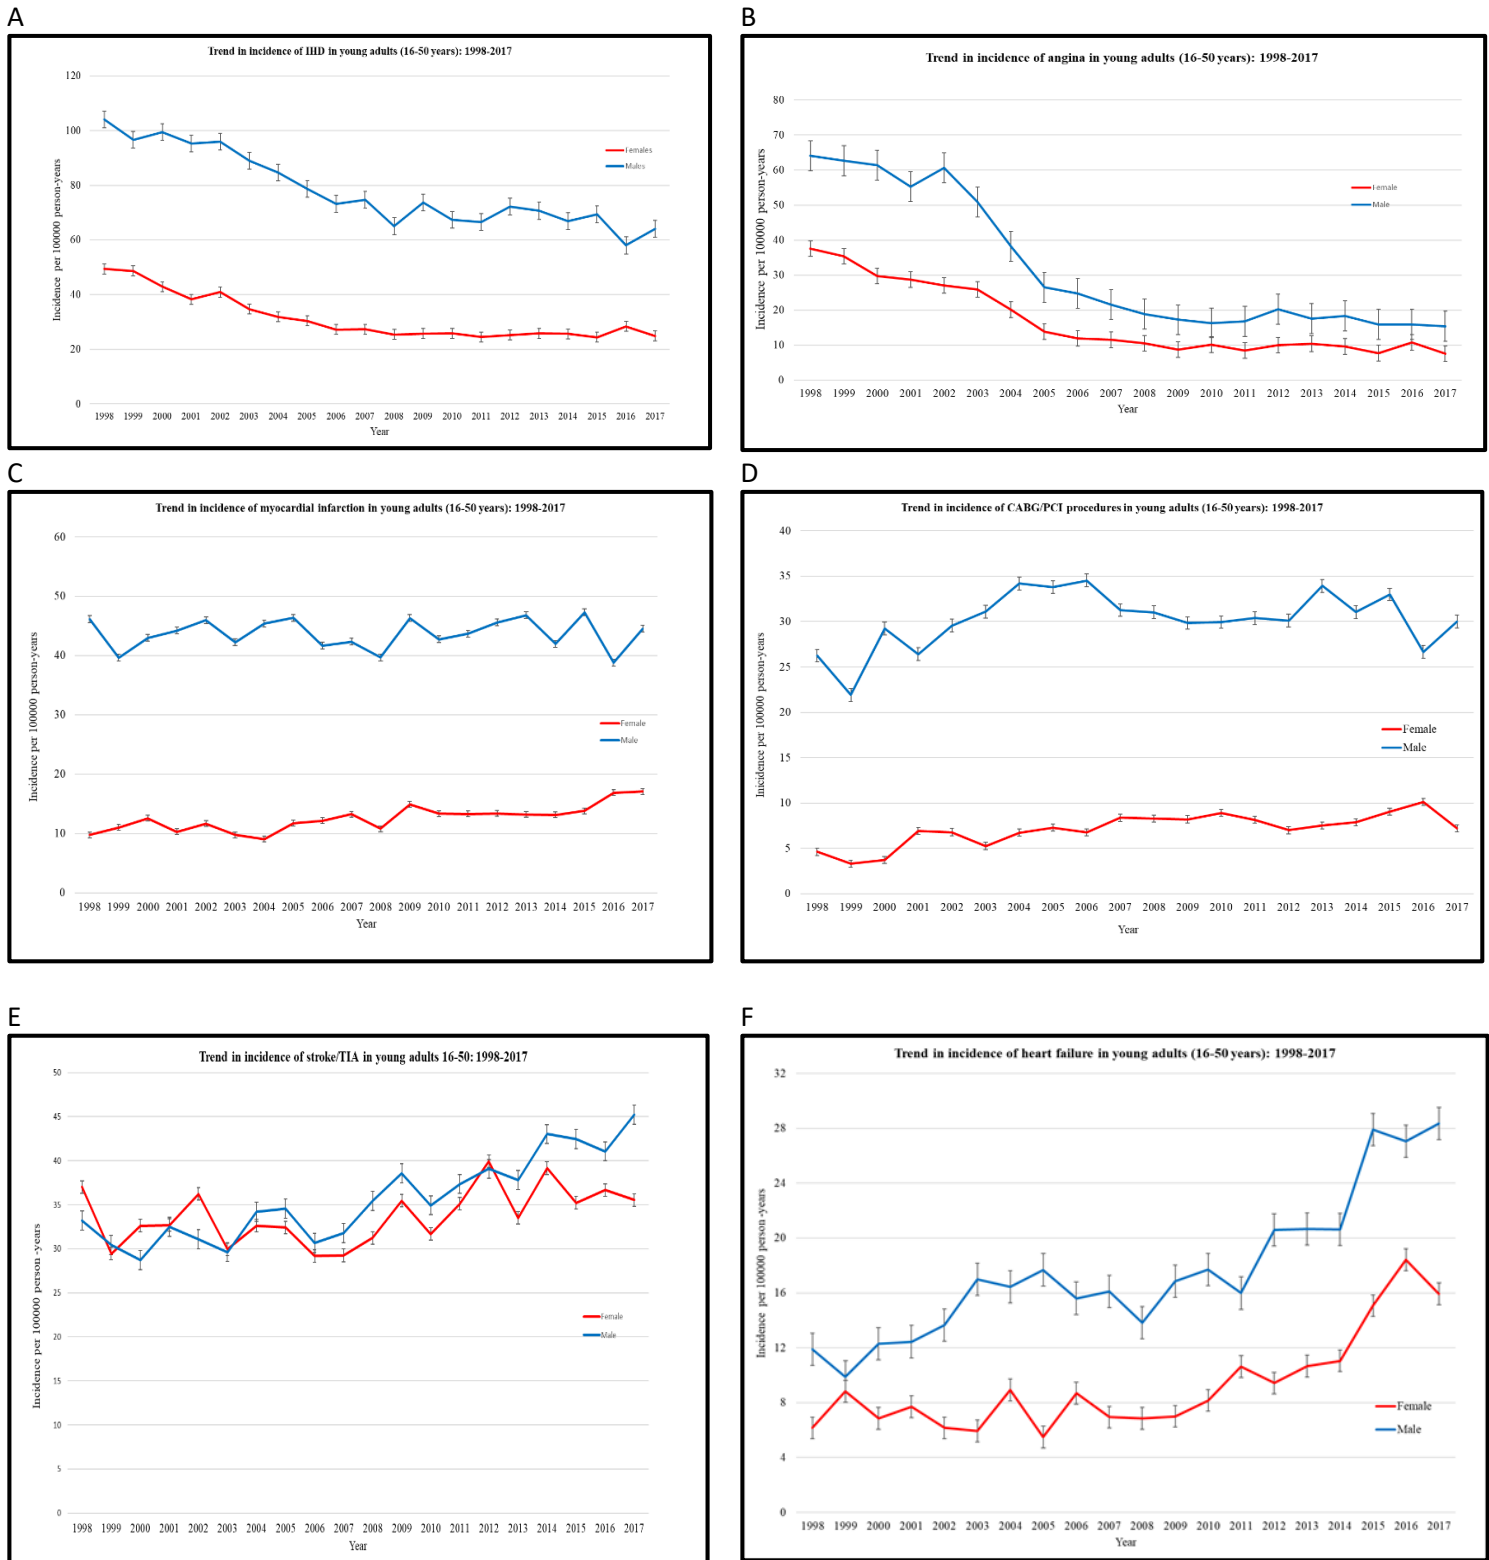 A
Trend in incidence of IHD in young adults (16-50 years): 1998-2017
Incidence per 100000 person-years
120
100
80
60
40
20
0
Females
Males
1998 1999 2000 2001 2002 2003 2004 2005 2006 2007 2008 2009 2010 2011 2012 2013 2014 2015 2016 2017
Year
B
Trend in incidence of angina in young adults (16-50 years): 1998-2017
Incidence per 100000 person-years
80
70
60
50
40
30
20
10
0
Female
Male
1998 1999 2000 2001 2002 2003 2004 2005 2006 2007 2008 2009 2010 2011 2012 2013 2014 2015 2016 2017
Year
C
Trend in incidence of myocardial infarction in young adults (16-50 years): 1998-2017
Incidence per 100000 person-years
60
50
40
30
20
10
0
Female
Male
1998 1999 2000 2001 2002 2003 2004 2005 2006 2007 2008 2009 2010 2011 2012 2013 2014 2015 2016 2017
Year
D
Trend in incidence of CABG/PCI procedures in young adults (16-50 years): 1998-2017
Inicidence per 100000 person-years
40
35
30
25
20
15
10
5
0
Female
Male
1998 1999 2000 2001 2002 2003 2004 2005 2006 2007 2008 2009 2010 2011 2012 2013 2014 2015 2016 2017
Year
E
Trend in incidence of stroke/TIA in young adults 16-50: 1998-2017
Incidence per 100000 person -years
50
45
40
35
30
25
20
15
10
5
0
Female
Male
1998 1999 2000 2001 2002 2003 2004 2005 2006 2007 2008 2009 2010 2011 2012 2013 2014 2015 2016 2017
Year
F
Trend in incidence of heart failure in young adults (16-50 years): 1998-2017
Incidence per 100000 person -years
32
28
24
20
16
12
8
4
0
Female
Male
1998 1999 2000 2001 2002 2003 2004 2005 2006 2007 2008 2009 2010 2011 2012 2013 2014 2015 2016 2017
Year